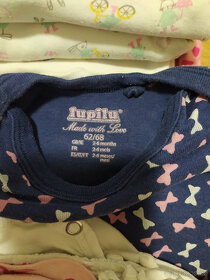 lupilu
Made with Love
62/68
GB/IE 2-6 months
FR 2-6 mois
ES/IT/PT 2-6 meses/
mesi